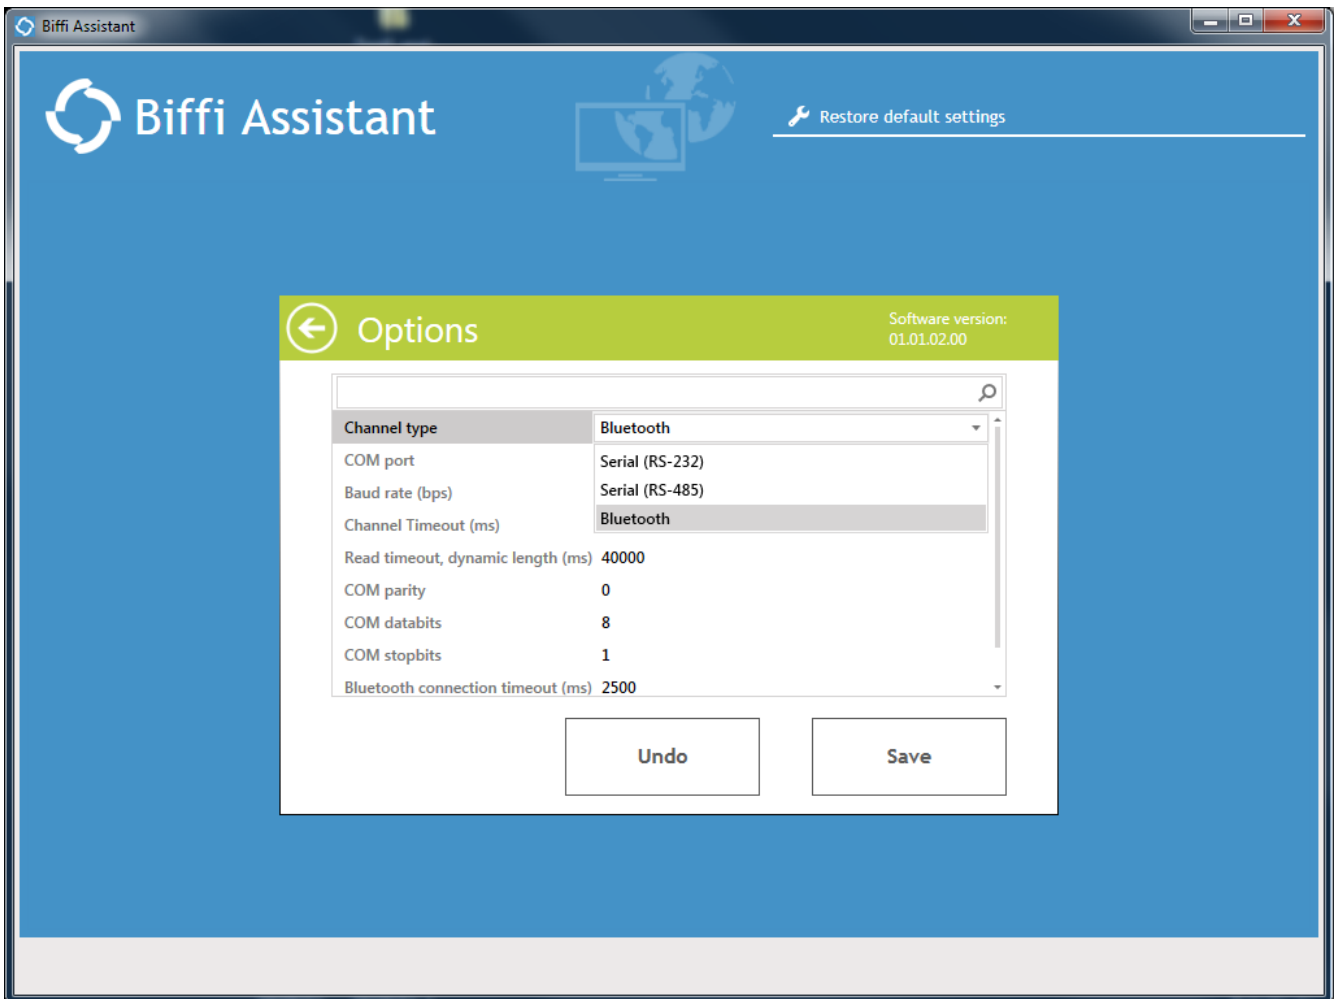 Biffi Assistant
Biffi Assistant
Restore default settings
Options
Software version:
01.01.02.00
Channel type Bluetooth
COM port Serial (RS-232)
Baud rate (bps) Serial (RS-485)
Channel Timeout (ms) Bluetooth
Read timeout, dynamic length (ms) 40000
COM parity 0
COM databits 8
COM stopbits 1
Bluetooth connection timeout (ms) 2500
Undo Save